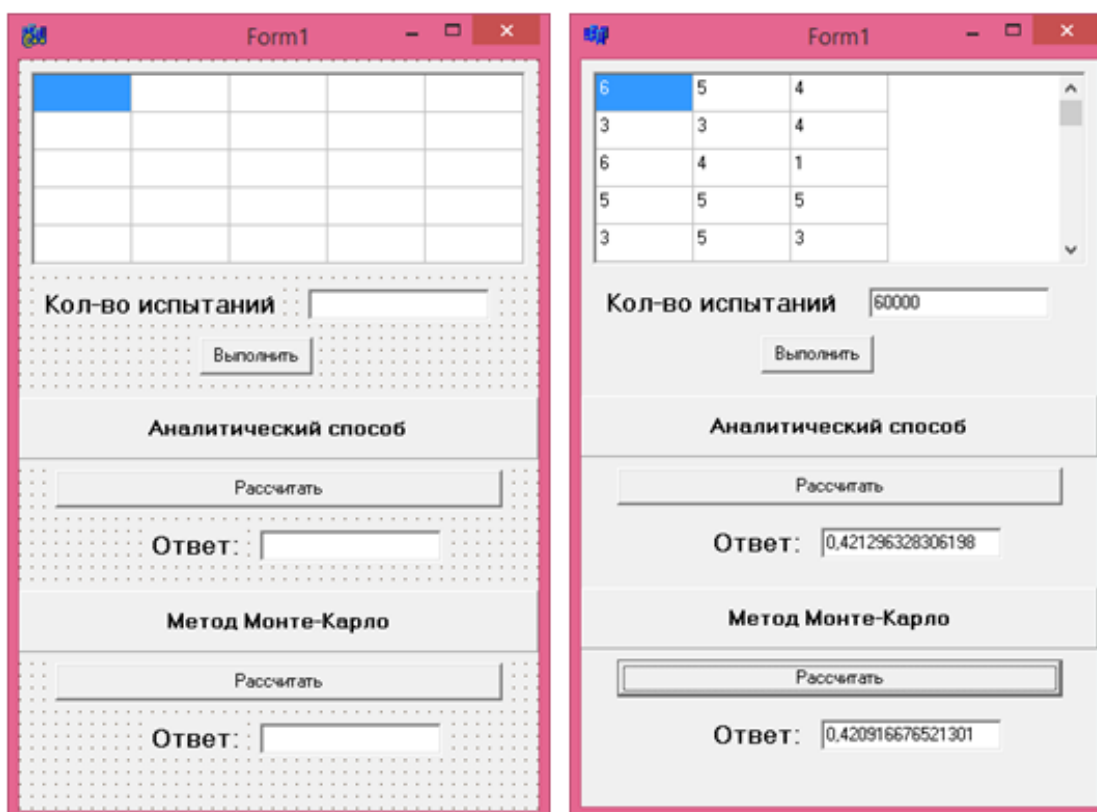 Form1
Кол-во испытаний
Выполнить
Аналитический способ
Рассчитать
Ответ:
Метод Монте-Карло
Рассчитать
Ответ:
Form1
6 5 4
3 3 4
6 4 1
5 5 5
3 5 3
Кол-во испытаний 60000
Выполнить
Аналитический способ
Рассчитать
Ответ: 0,421296328306198
Метод Монте-Карло
Рассчитать
Ответ: 0,420916676521301